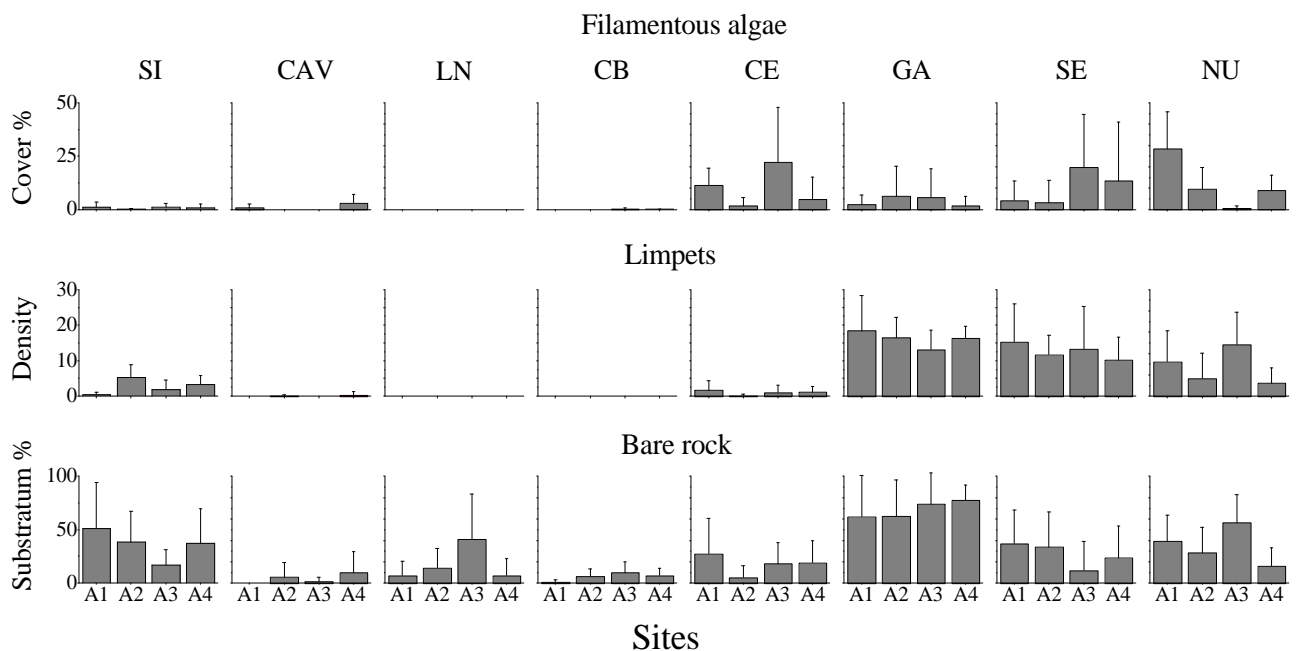 Filamentous algae
SI CAV LN CB CE GA SE NU
Cover %
50
25
0
Limpets
Density
30
20
10
0
Bare rock
Substratum %
100
50
0
A1 A2 A3 A4 A1 A2 A3 A4 A1 A2 A3 A4 A1 A2 A3 A4 A1 A2 A3 A4 A1 A2 A3 A4 A1 A2 A3 A4 A1 A2 A3 A4
Sites